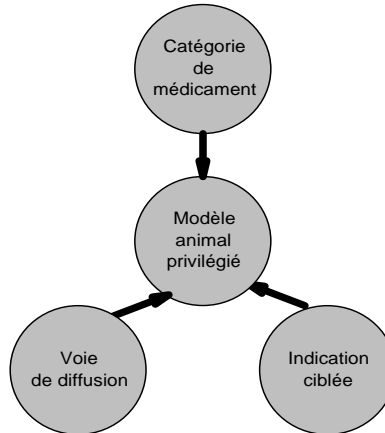 Catégorie
de
médicament
Modèle
animal
privilégié
Voie
de diffusion
Indication
ciblée